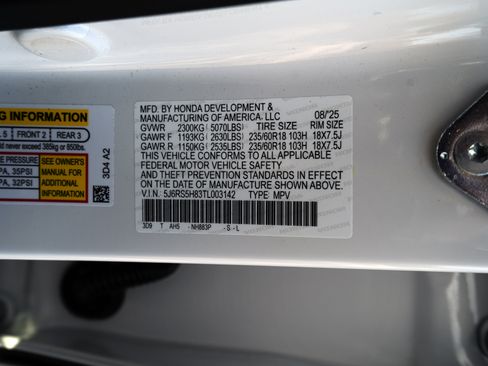 MFD. BY HONDA DEVELOPMENT &
MANUFACTURING OF AMERICA, LLC 08/'25
GVWR 2300KG ( 5070LBS) TIRE SIZE RIM SIZE
GAWR F 1193KG ( 2630LBS) 235/60R18 103H 18X7.5J
GAWR R 1150KG ( 2535LBS) 235/60R18 103H 18X7.5J
THIS VEHICLE CONFORMS TO ALL APPLICABLE
FEDERAL MOTOR VEHICLE SAFETY
AND THEFT PREVENTION STANDARDS IN EFFECT
ON THE DATE OF MANUFACTURE SHOWN ABOVE.
V.I.N. 5J6RS5H83TL003142 TYPE MPV
3D9 T AH5 - NH883P - S - L
3D4 A2
INFORMATION
5 FRONT 2 REAR 3
never exceed 385kg or 850lbs.
PRESSURE SEE OWNER'S
35PSI MANUAL FOR
32PSI ADDITIONAL
INFORMATION